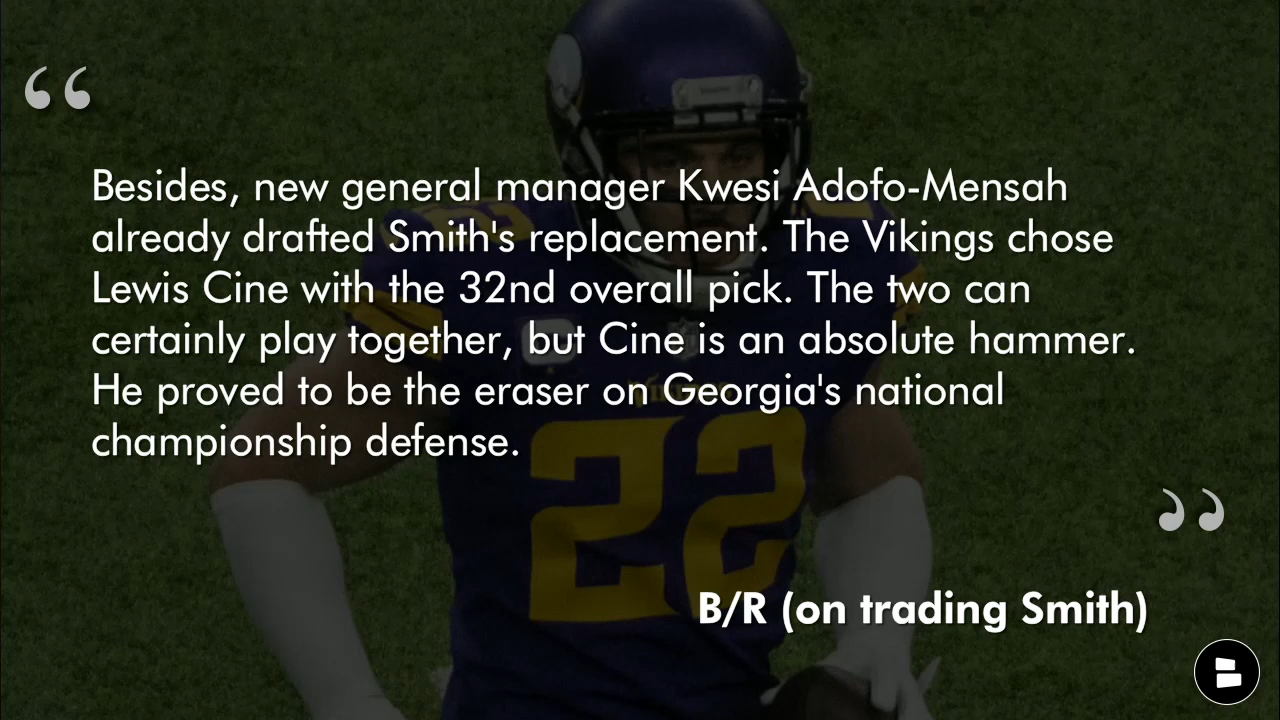 “
Besides, new general manager Kwesi Adofo-Mensah
already drafted Smith's replacement. The Vikings chose
Lewis Cine with the 32nd overall pick. The two can
certainly play together, but Cine is an absolute hammer.
He proved to be the eraser on Georgia's national
championship defense.
”
22
B/R (on trading Smith)